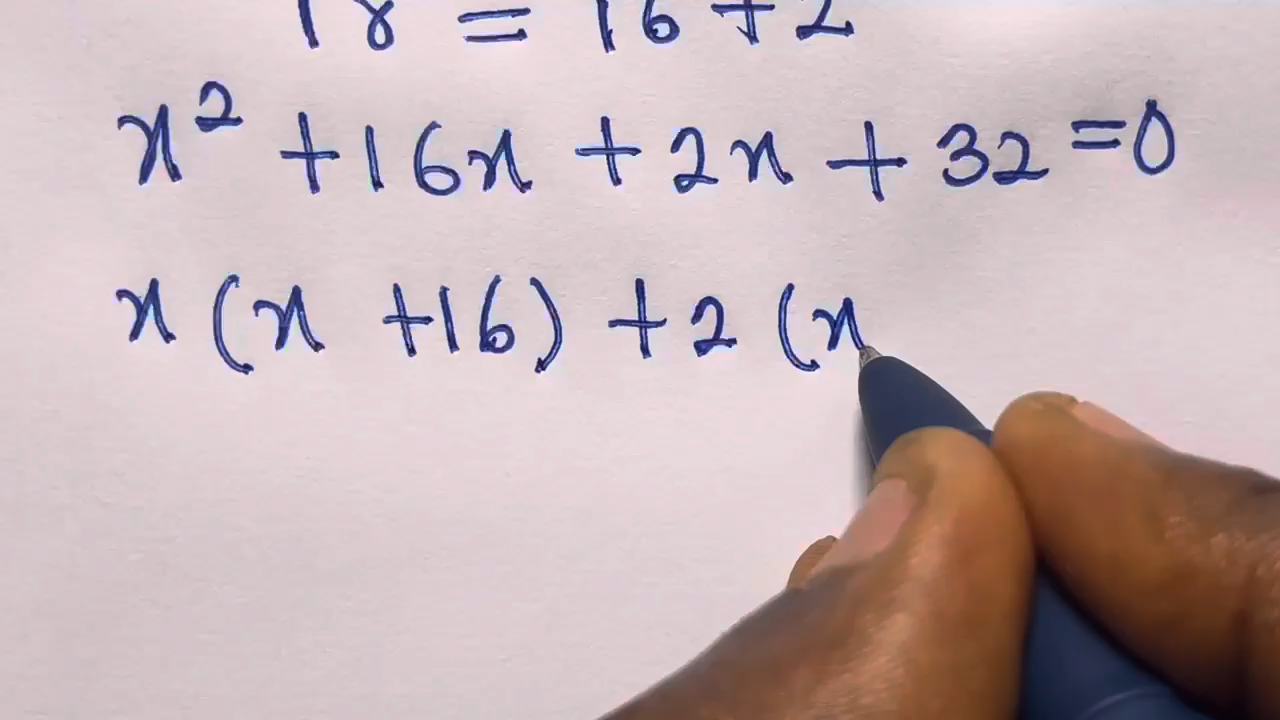 18 = 16 + 2
x² + 16x + 2x + 32 = 0
x (x + 16) + 2 (x